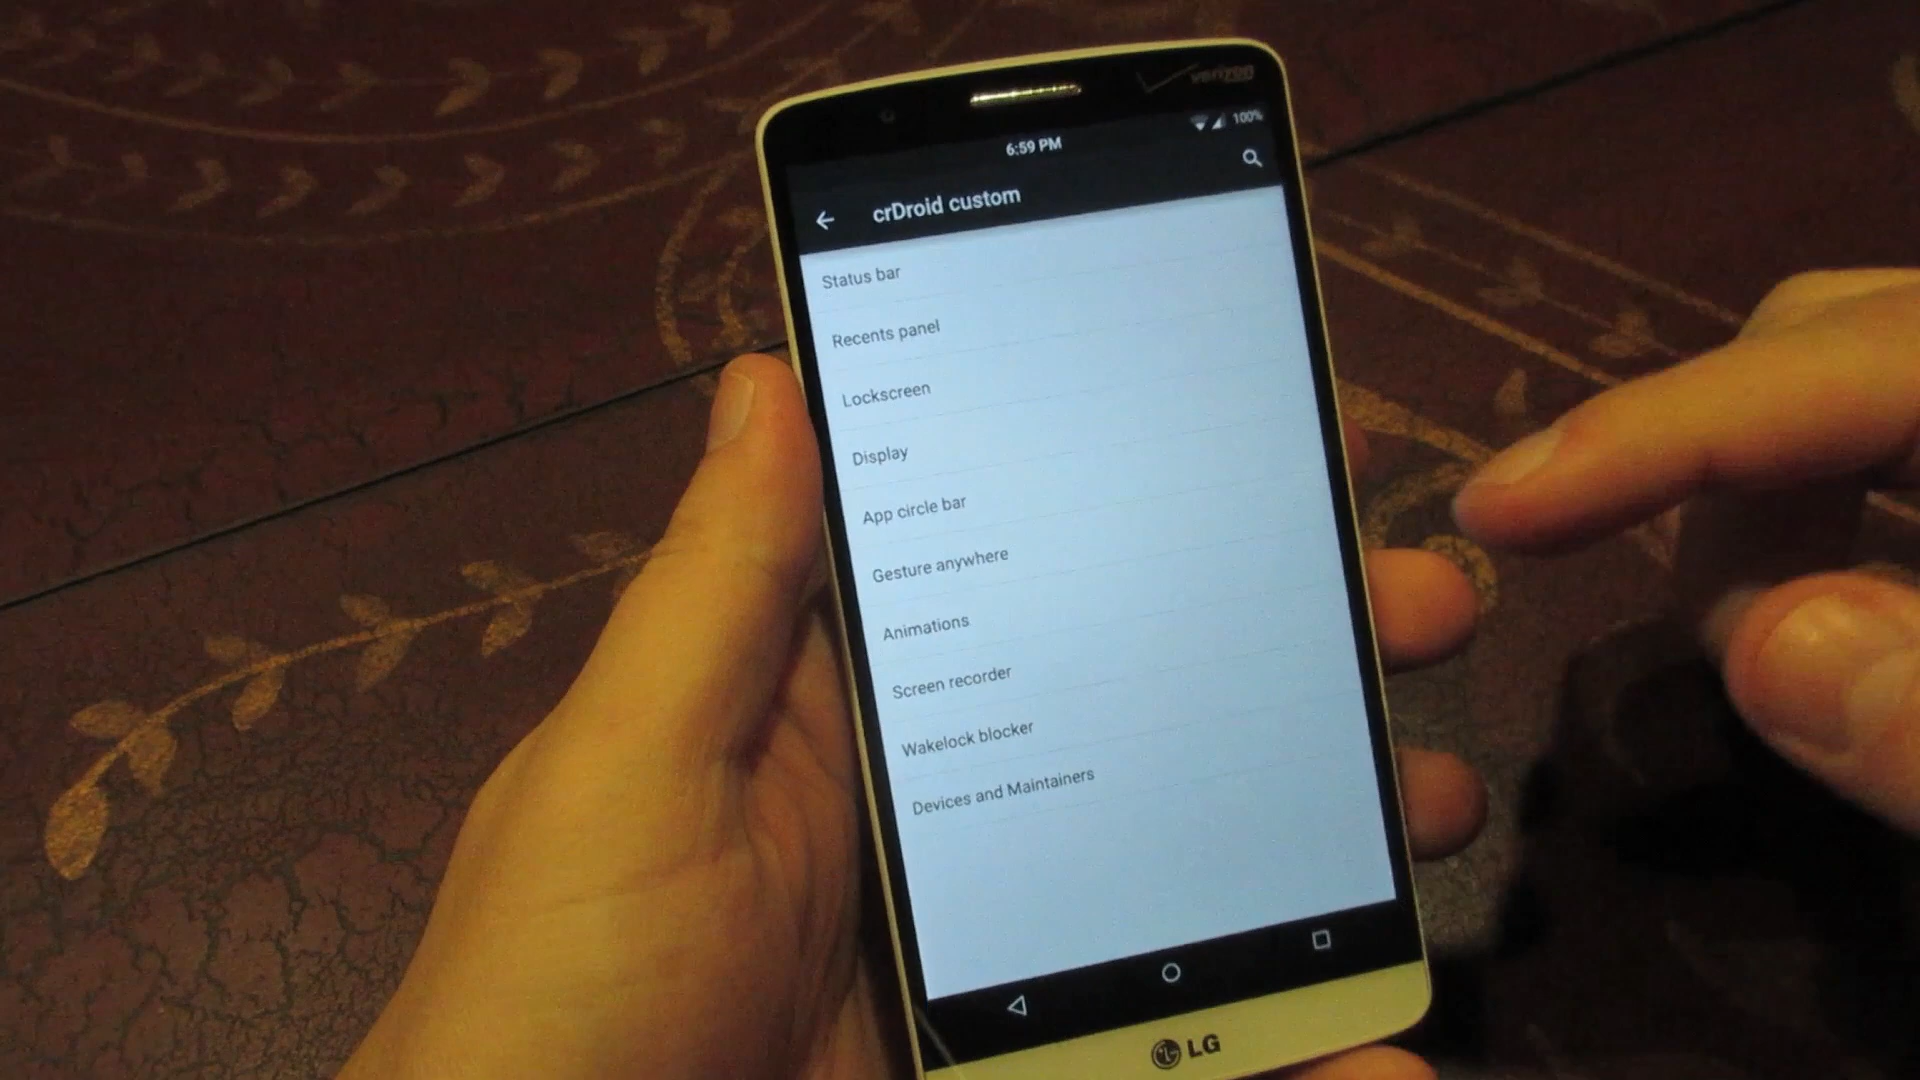 verizon
100%
6:59 PM
crDroid custom
Status bar
Recents panel
Lockscreen
Display
App circle bar
Gesture anywhere
Animations
Screen recorder
Wakelock blocker
Devices and Maintainers
LG